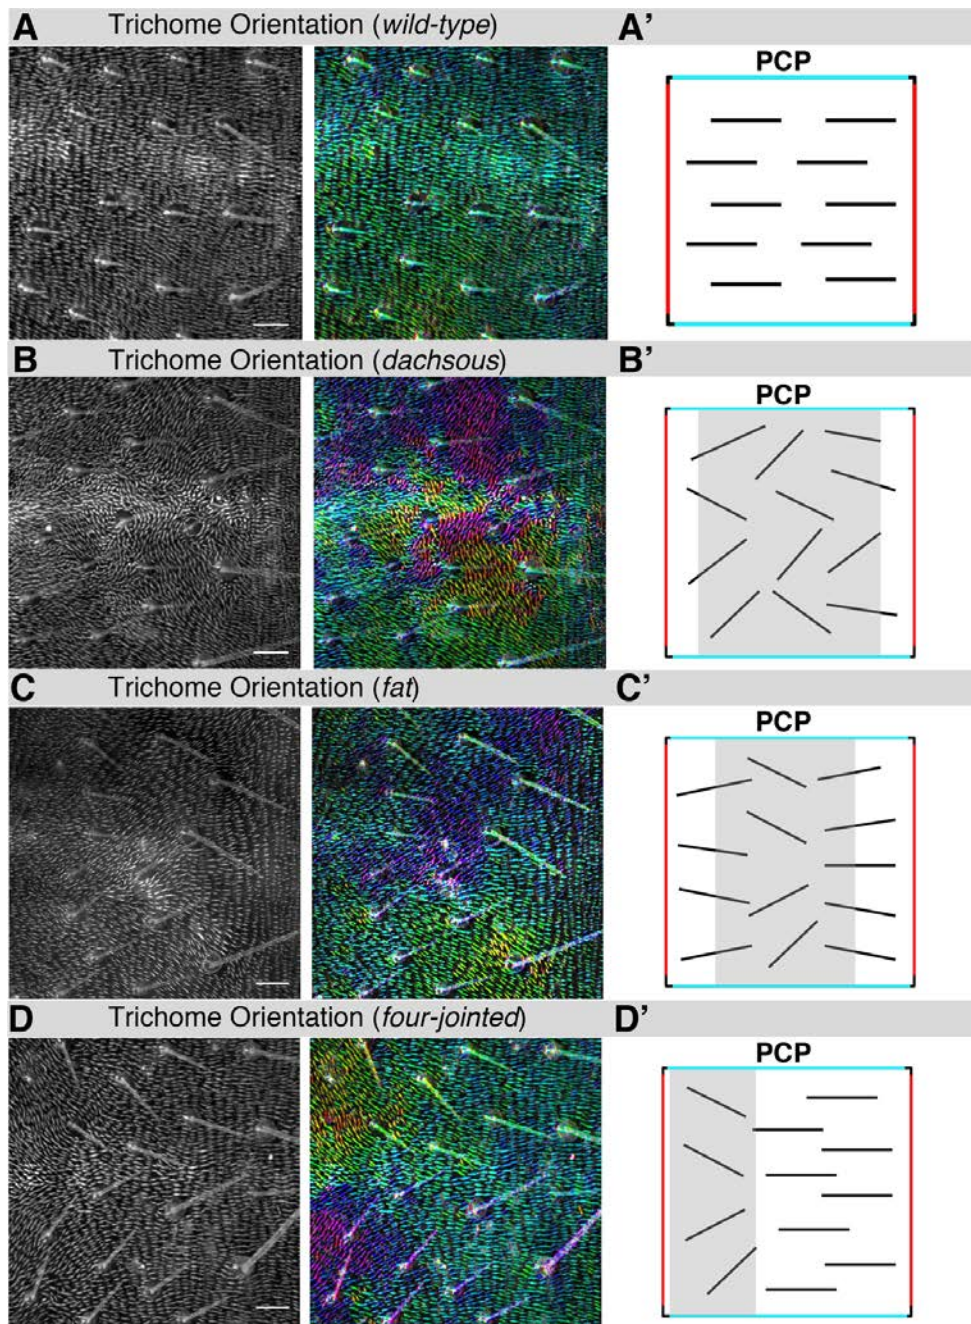 A Trichome Orientation (wild-type) A’
PCP
B Trichome Orientation (dachsous) B’
PCP
C Trichome Orientation (fat) C’
PCP
D Trichome Orientation (four-jointed) D’
PCP